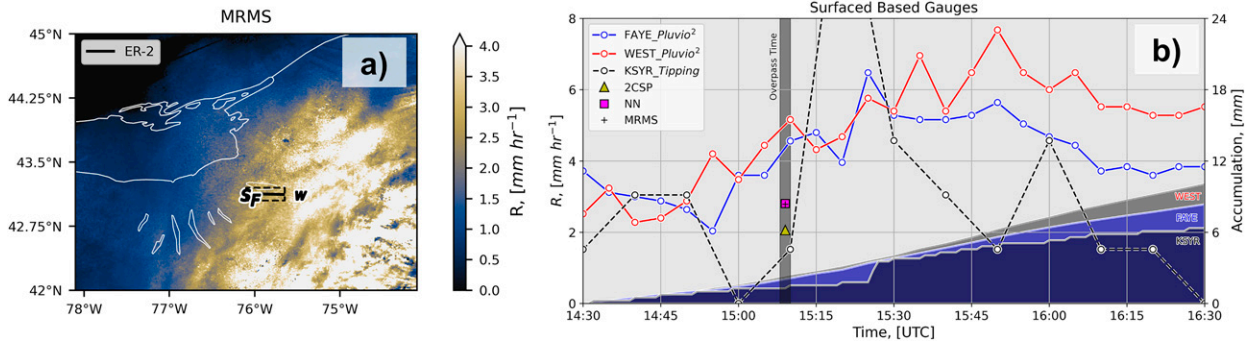 MRMS
45°N
44.25°N
43.5°N
42.75°N
42°N
78°W
77°W
76°W
75°W
ER-2
a)
S
F
W
4.0
3.5
3.0
2.5
2.0
1.5
1.0
0.5
0.0
R, [mm hr⁻¹]
Surfaced Based Gauges
8
6
4
2
0
R, [mm hr⁻¹]
FAYE_Pluvio²
WEST_Pluvio²
KSYR_Tipping
2CSP
NN
MRMS
Overpass Time
b)
WEST
FAYE
KSYR
24
18
12
6
0
Accumulation, [mm]
14:30
14:45
15:00
15:15
15:30
15:45
16:00
16:15
16:30
Time, [UTC]